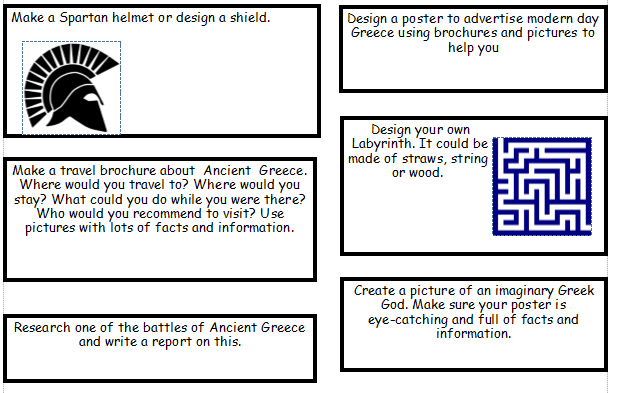 Make a Spartan helmet or design a shield.
Make a travel brochure about Ancient Greece.
Where would you travel to? Where would you
stay? What could you do while you were there?
Who would you recommend to visit? Use
pictures with lots of facts and information.
Research one of the battles of Ancient Greece
and write a report on this.
Design a poster to advertise modern day
Greece using brochures and pictures to
help you
Design your own
Labyrinth. It could be
made of straws, string
or wood.
Create a picture of an imaginary Greek
God. Make sure your poster is
eye-catching and full of facts and
information.